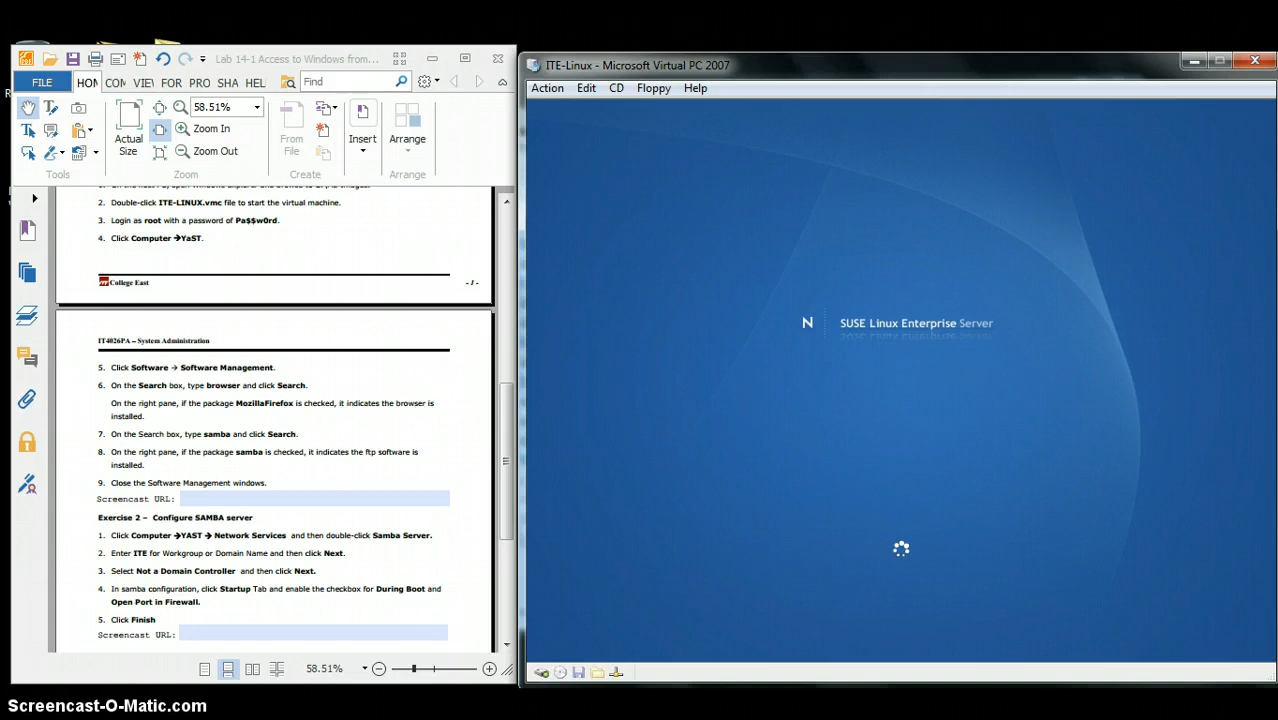 Lab 14-1 Access to Windows from...
FILE
HON
CON
VIEV
FOR
PRO
SHA
HEL
Find
58.51%
Actual
Size
Zoom In
Zoom Out
From
File
Insert
Arrange
Tools
Zoom
Create
Arrange
2. Double-click ITE-LINUX.vmc file to start the virtual machine.
3. Login as root with a password of Pa$$w0rd.
4. Click Computer →YaST.
College East
- 1 -
IT4026PA – System Administration
5. Click Software → Software Management.
6. On the Search box, type browser and click Search.
On the right pane, if the package MozillaFirefox is checked, it indicates the browser is
installed.
7. On the Search box, type samba and click Search.
8. On the right pane, if the package samba is checked, it indicates the ftp software is
installed.
9. Close the Software Management windows.
Screencast URL:
Exercise 2 – Configure SAMBA server
1. Click Computer →YAST → Network Services and then double-click Samba Server.
2. Enter ITE for Workgroup or Domain Name and then click Next.
3. Select Not a Domain Controller and then click Next.
4. In samba configuration, click Startup Tab and enable the checkbox for During Boot and
Open Port in Firewall.
5. Click Finish
Screencast URL:
58.51%
ITE-Linux - Microsoft Virtual PC 2007
Action Edit CD Floppy Help
N SUSE Linux Enterprise Server
Screencast-O-Matic.com